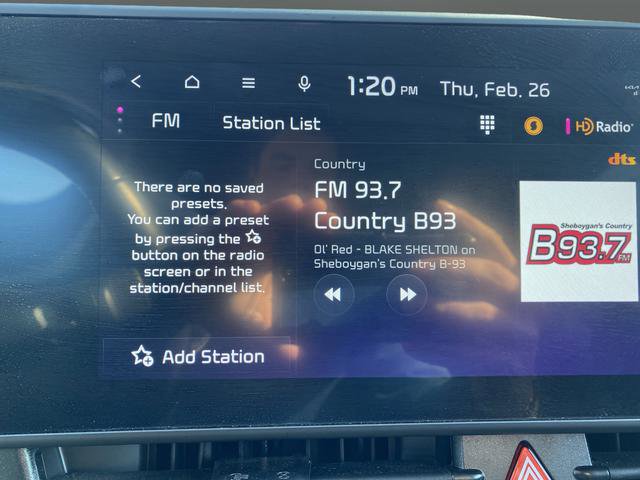 1:20 PM Thu, Feb. 26
FM Station List HD Radio
dts
There are no saved
presets.
You can add a preset
by pressing the
button on the radio
screen or in the
station/channel list.
Add Station
Country
FM 93.7
Country B93
Ol' Red - BLAKE SHELTON on
Sheboygan's Country B-93
Sheboygan's Country
B93.7 FM